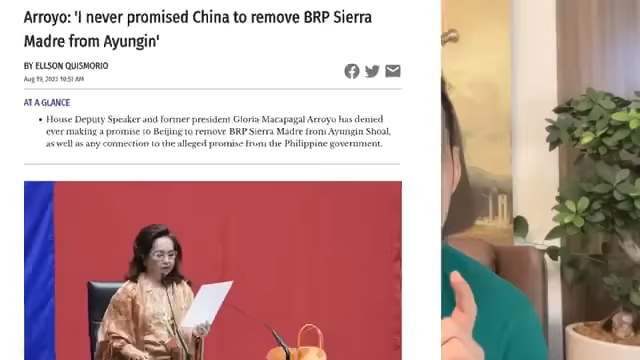 Arroyo: 'I never promised China to remove BRP Sierra
Madre from Ayungin'
BY ELLSON QUISMORIO
Aug 19, 2023 10:51 AM
AT A GLANCE
• House Deputy Speaker and former president Gloria Macapagal Arroyo has denied
ever making a promise to Beijing to remove BRP Sierra Madre from Ayungin Shoal,
as well as any connection to the alleged promise from the Philippine government.